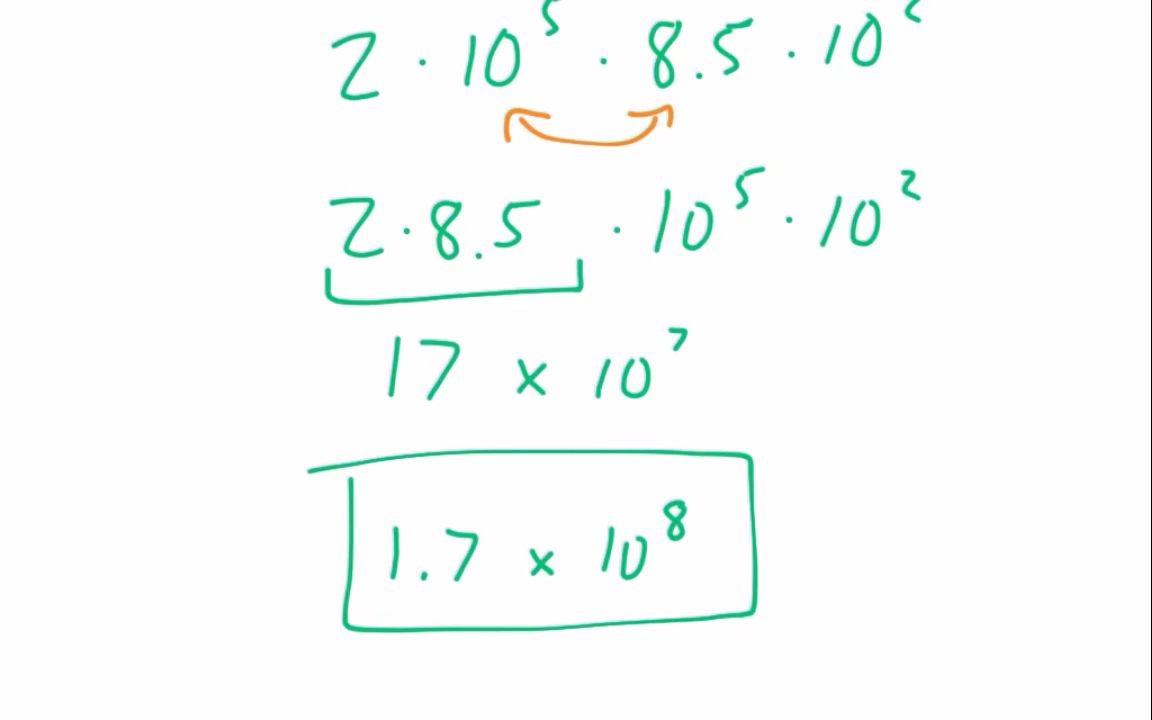 2 · 10⁵ · 8.5 · 10²
2 · 8.5 · 10⁵ · 10²
17 × 10⁷
1.7 × 10⁸